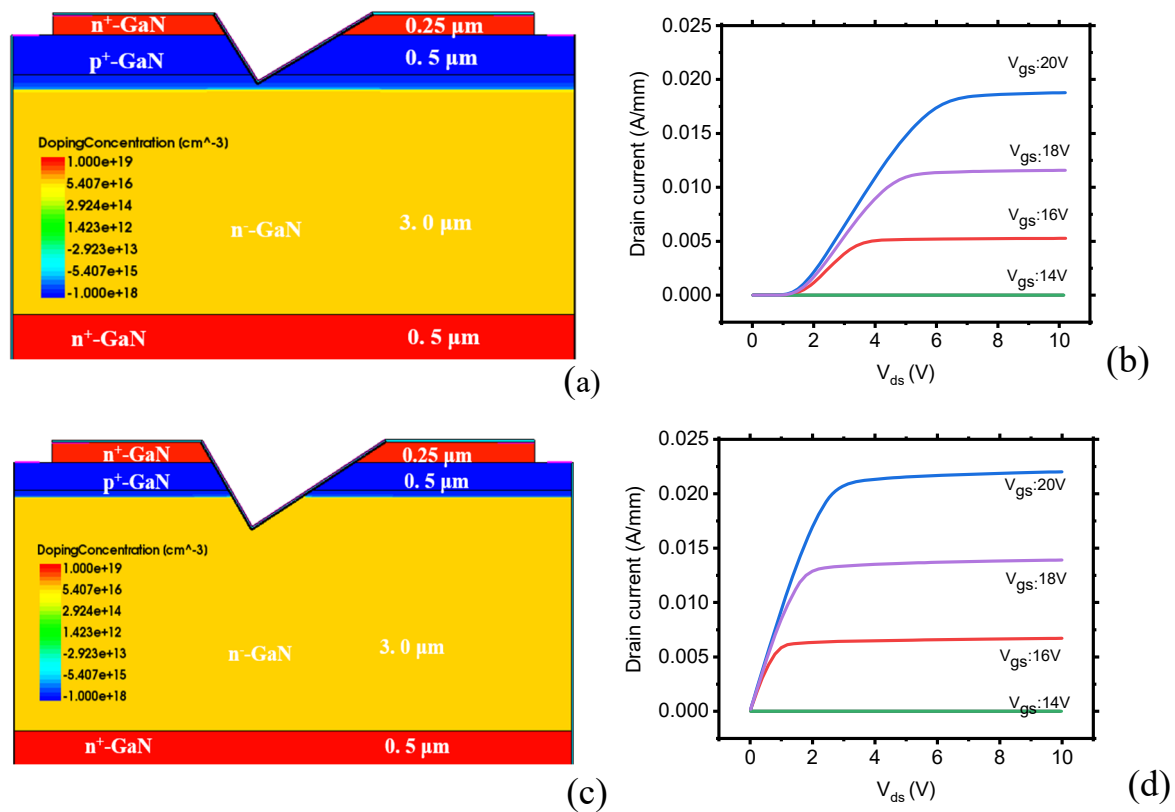 n⁺-GaN 0.25 μm
p⁺-GaN 0. 5 μm
DopingConcentration (cm^-3)
1.000e+19
5.407e+16
2.924e+14
1.423e+12
-2.923e+13
-5.407e+15
-1.000e+18
n⁻-GaN 3. 0 μm
n⁺-GaN 0. 5 μm
(a)
0.025
0.020
0.015
0.010
0.005
0.000
Drain current (A/mm)
Vgs:20V
Vgs:18V
Vgs:16V
Vgs:14V
0 2 4 6 8 10
Vds (V)
(b)
n⁺-GaN 0.25 μm
p⁺-GaN 0. 5 μm
DopingConcentration (cm^-3)
1.000e+19
5.407e+16
2.924e+14
1.423e+12
-2.923e+13
-5.407e+15
-1.000e+18
n⁻-GaN 3. 0 μm
n⁺-GaN 0. 5 μm
(c)
0.025
0.020
0.015
0.010
0.005
0.000
Drain current (A/mm)
Vgs:20V
Vgs:18V
Vgs:16V
Vgs:14V
0 2 4 6 8 10
Vds (V)
(d)